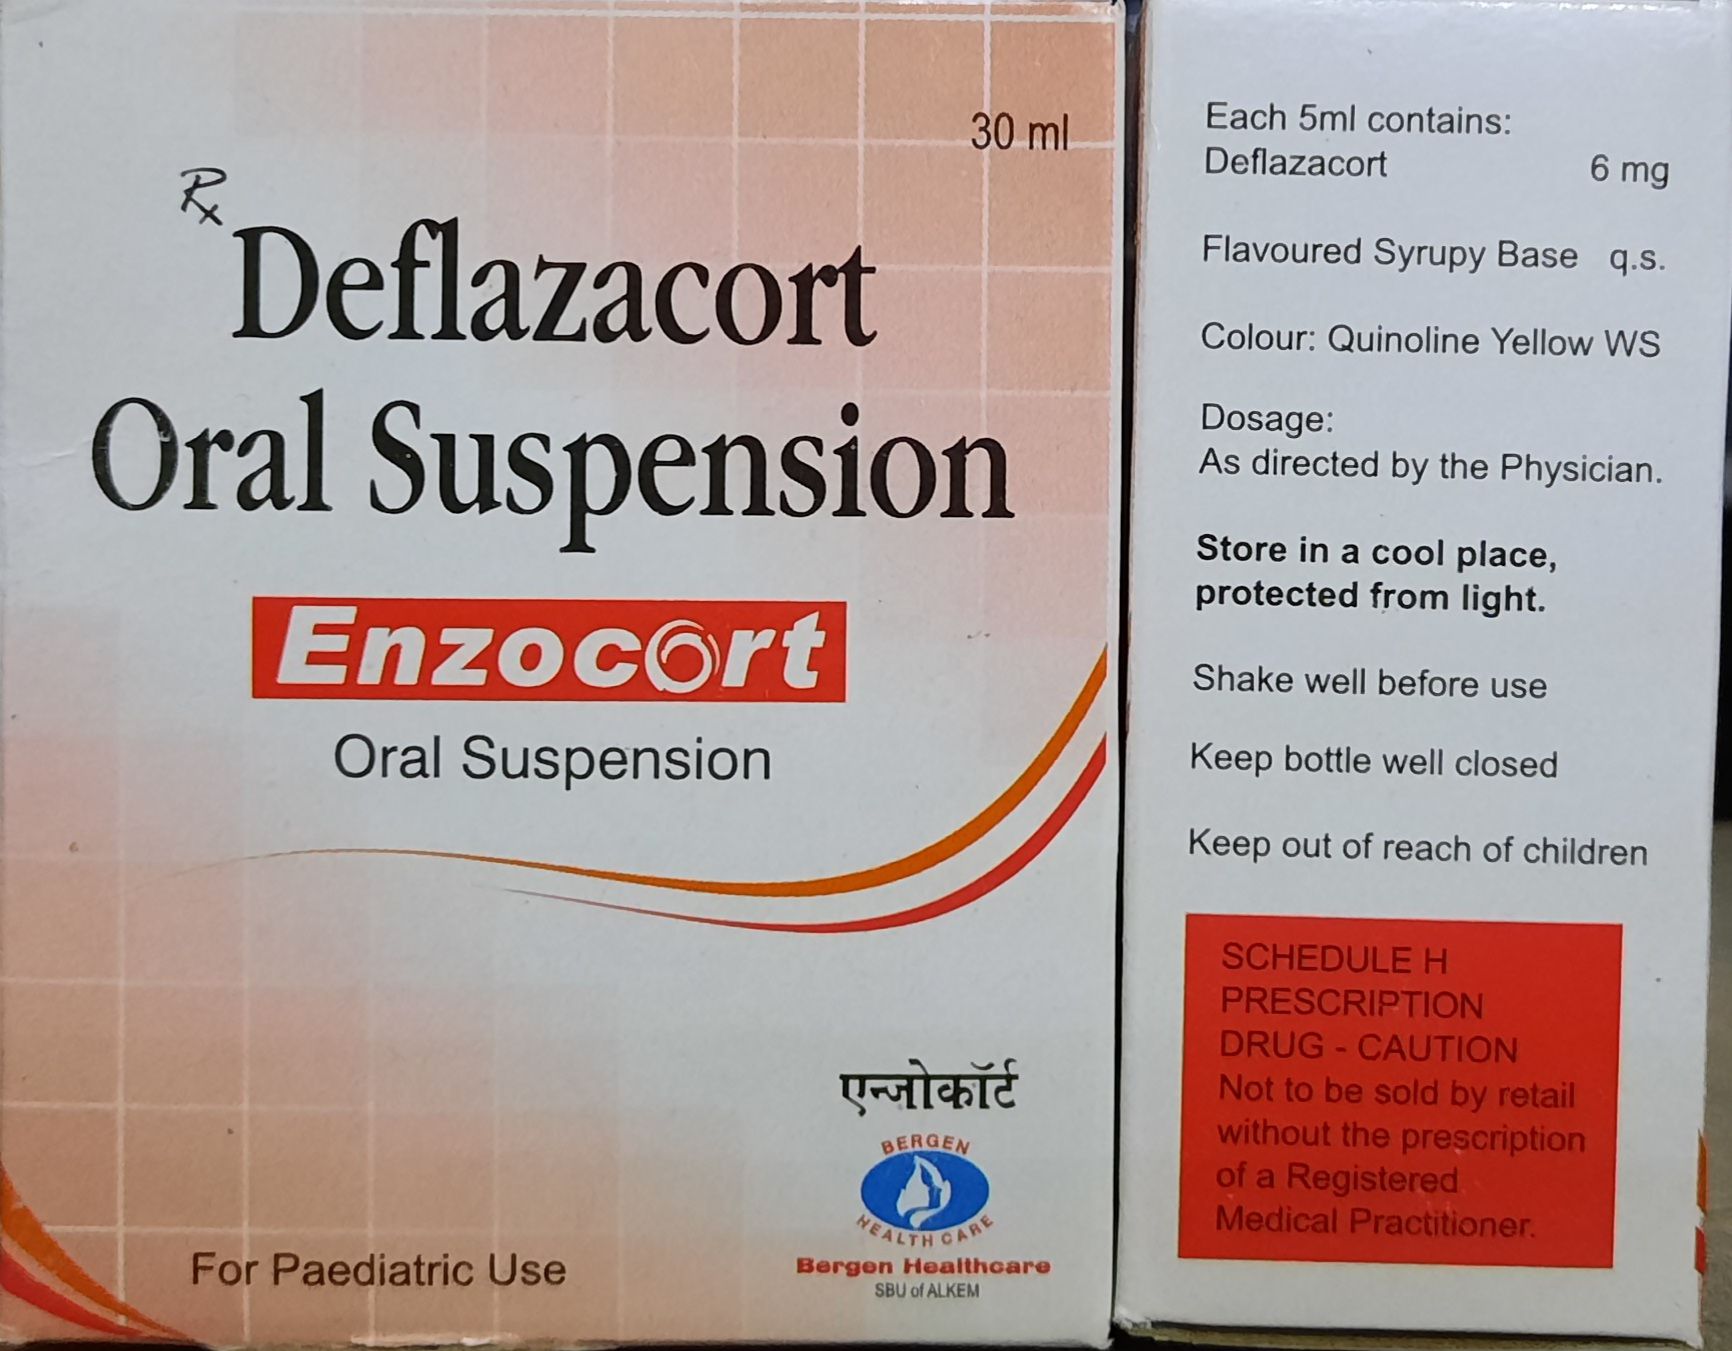 30 ml
Rx
Deflazacort
Oral Suspension
Enzocort
Oral Suspension
एन्जोकॉर्ट
BERGEN
HEALTH CARE
Bergen Healthcare
SBU of ALKEM
For Paediatric Use
Each 5ml contains:
Deflazacort 6 mg
Flavoured Syrupy Base q.s.
Colour: Quinoline Yellow WS
Dosage:
As directed by the Physician.
Store in a cool place,
protected from light.
Shake well before use
Keep bottle well closed
Keep out of reach of children
SCHEDULE H
PRESCRIPTION
DRUG - CAUTION
Not to be sold by retail
without the prescription
of a Registered
Medical Practitioner.